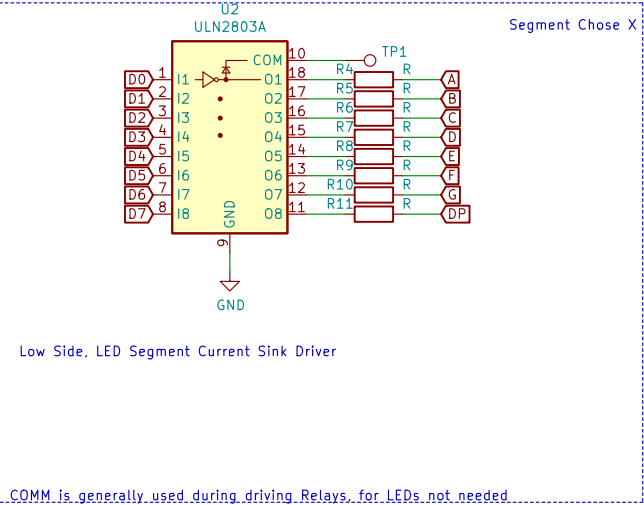 U2
ULN2803A
Segment Chose X
COM 10 TP1
D0 1 I1 O1 18 R4 R A
D1 2 I2 O2 17 R5 R B
D2 3 I3 O3 16 R6 R C
D3 4 I4 O4 15 R7 R D
D4 5 I5 O5 14 R8 R E
D5 6 I6 O6 13 R9 R F
D6 7 I7 O7 12 R10 R G
D7 8 I8 O8 11 R11 R DP
GND
9
GND
Low Side, LED Segment Current Sink Driver
COMM is generally used during driving Relays, for LEDs not needed